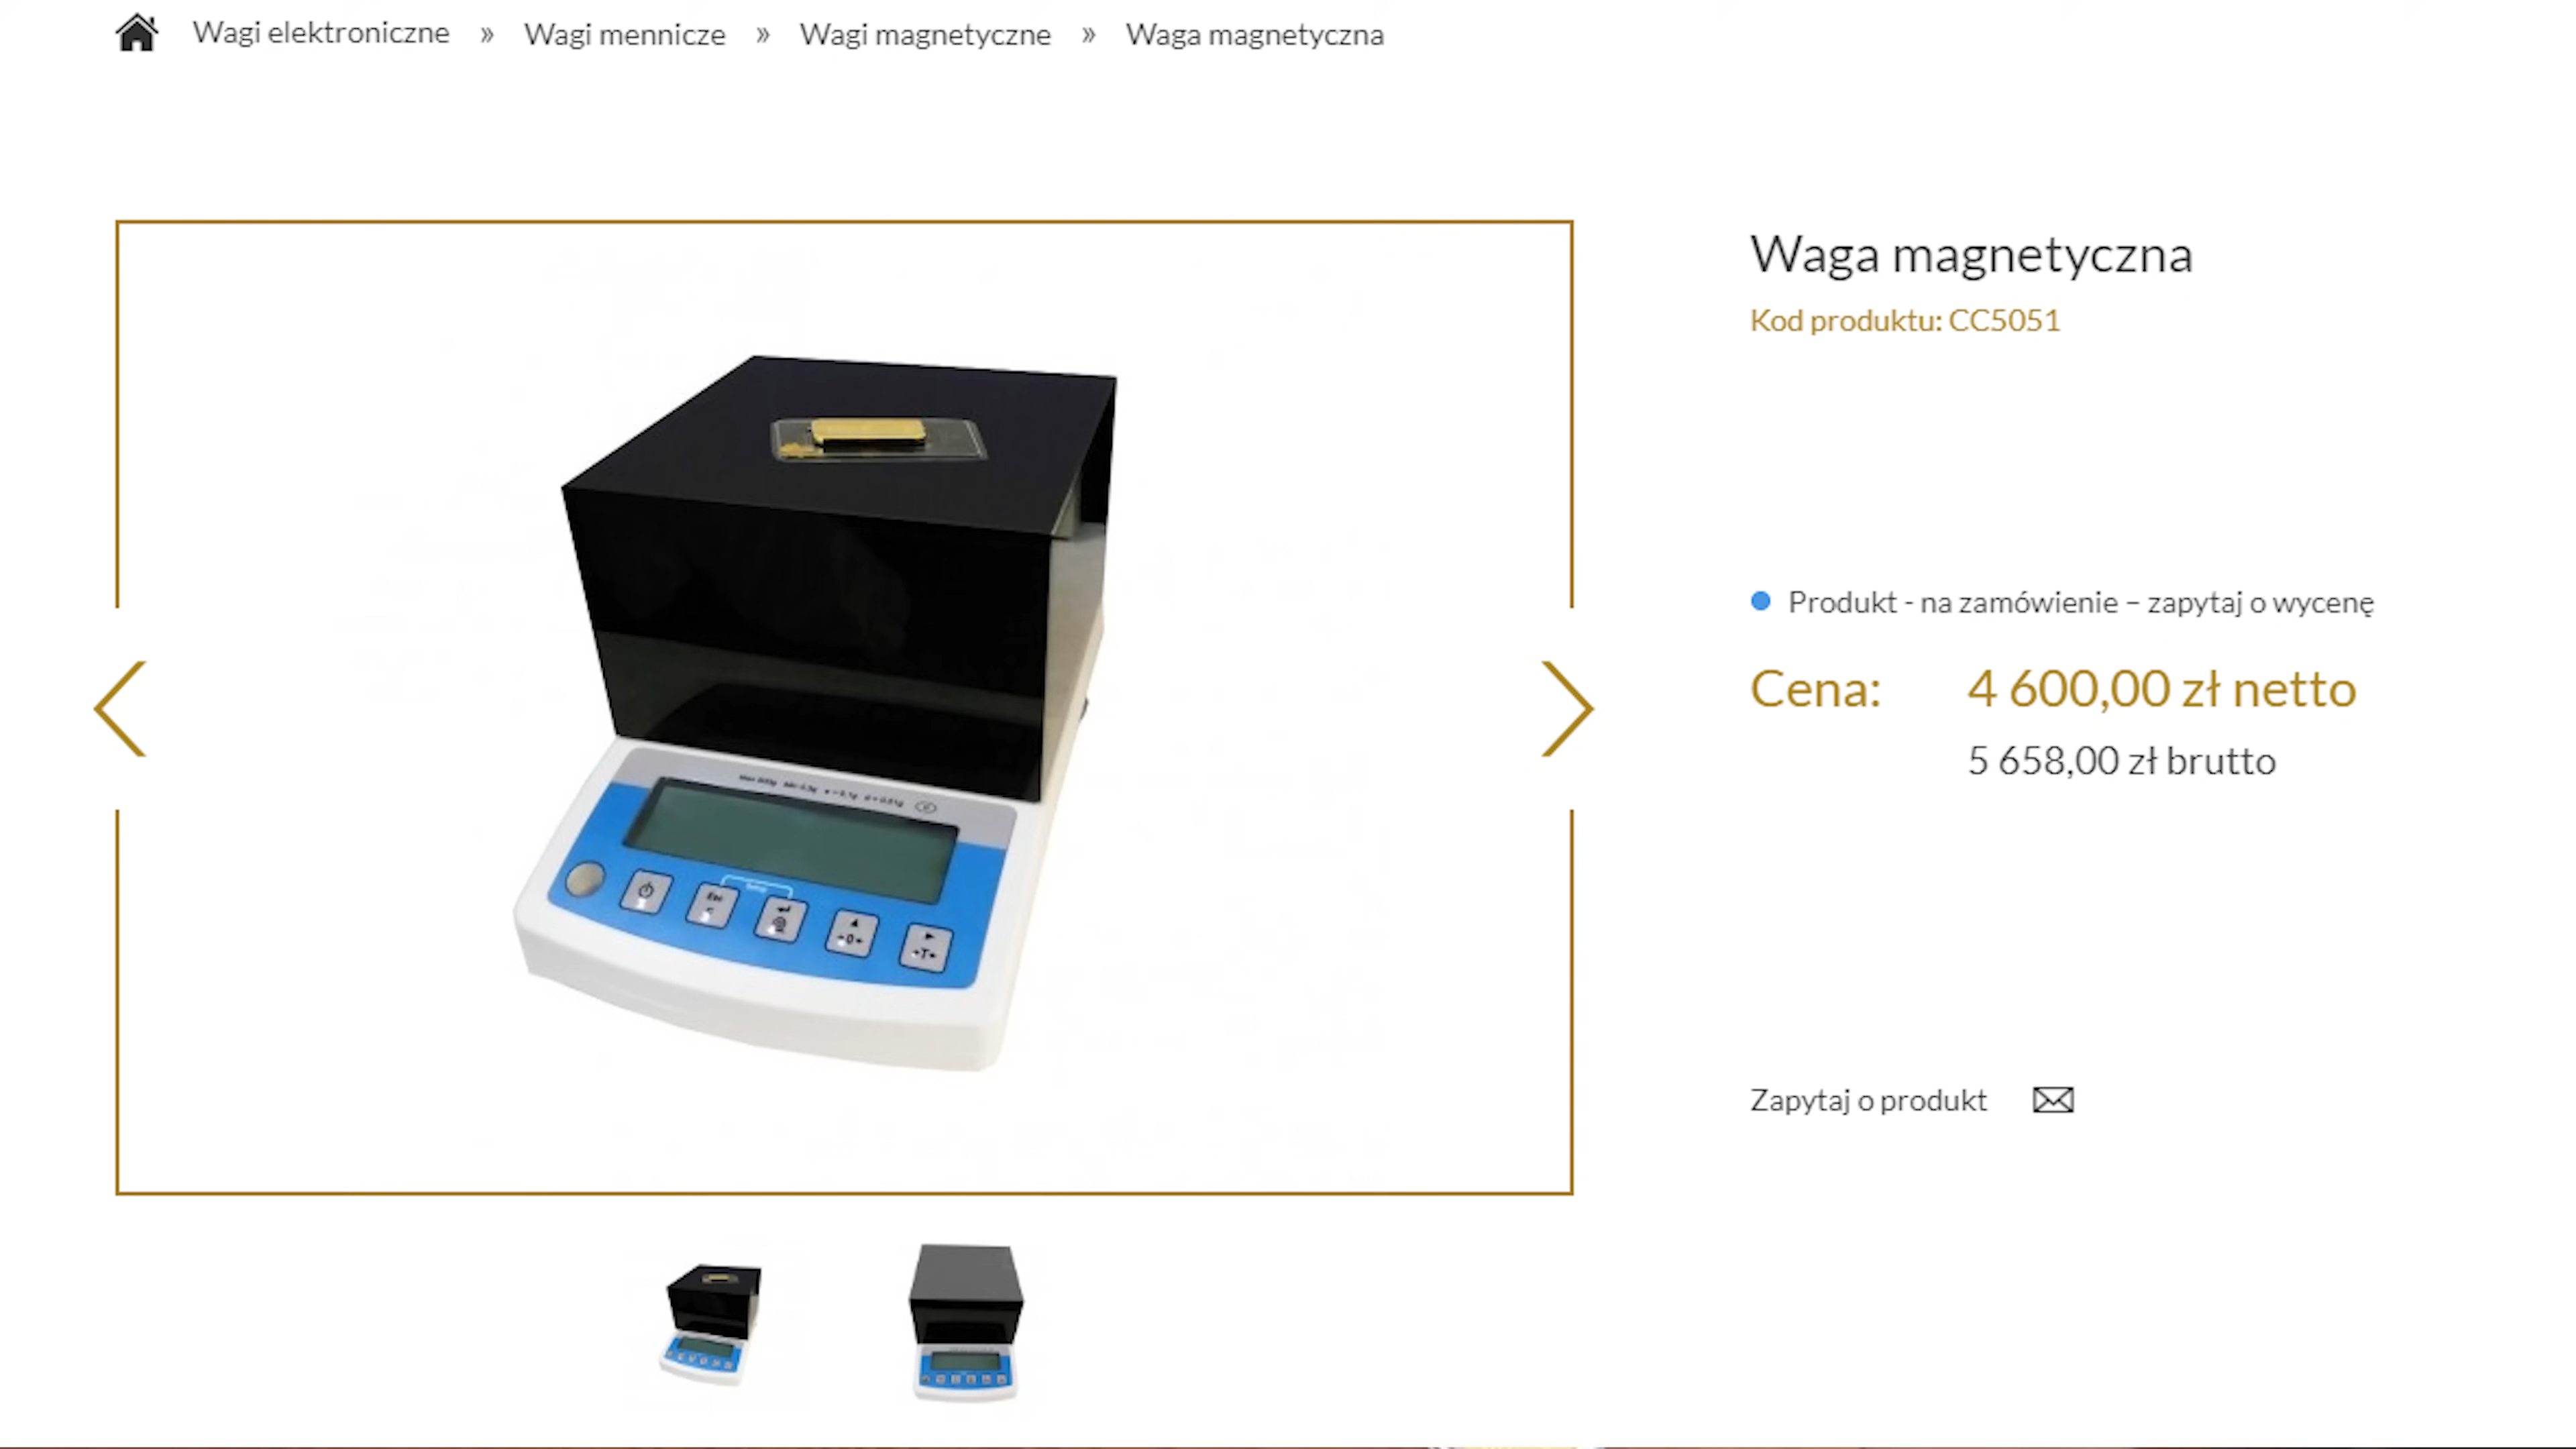 Wagi elektroniczne » Wagi mennicze » Wagi magnetyczne » Waga magnetyczna
Waga magnetyczna
Kod produktu: CC5051
Produkt - na zamówienie – zapytaj o wycenę
Cena: 4 600,00 zł netto
5 658,00 zł brutto
Esc
Zapytaj o produkt